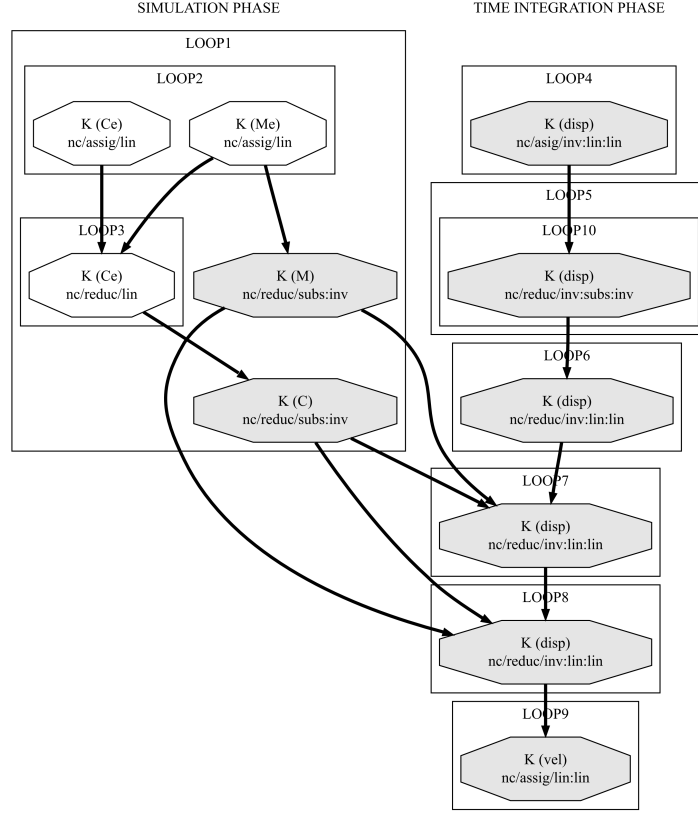 SIMULATION PHASE
LOOP1
LOOP2
K (Ce)
nc/assig/lin
K (Me)
nc/assig/lin
LOOP3
K (Ce)
nc/reduc/lin
K (M)
nc/reduc/subs:inv
K (C)
nc/reduc/subs:inv
TIME INTEGRATION PHASE
LOOP4
K (disp)
nc/asig/inv:lin:lin
LOOP5
LOOP10
K (disp)
nc/reduc/inv:subs:inv
LOOP6
K (disp)
nc/reduc/inv:lin:lin
LOOP7
K (disp)
nc/reduc/inv:lin:lin
LOOP8
K (disp)
nc/reduc/inv:lin:lin
LOOP9
K (vel)
nc/assig/lin:lin